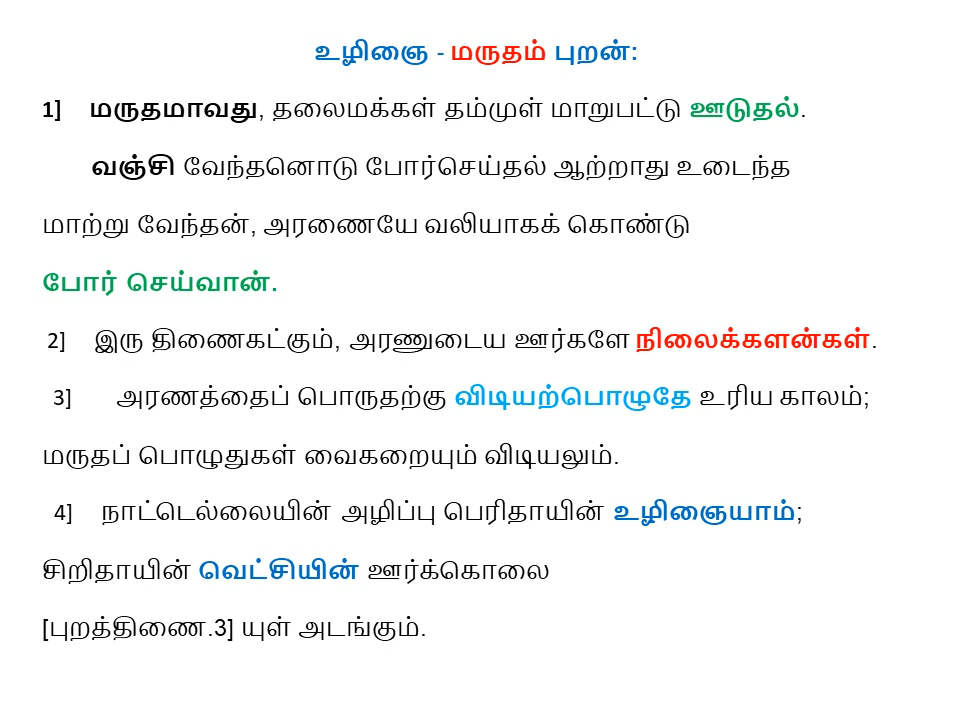 உழிஞை - மருதம் புறன்:
1] மருதமாவது, தலைமக்கள் தம்முள் மாறுபட்டு ஊடுதல்.
வஞ்சி வேந்தனொடு போர்செய்தல் ஆற்றாது உடைந்த
மாற்று வேந்தன், அரணையே வலியாகக் கொண்டு
போர் செய்வான்.
2] இரு திணைகட்கும், அரணுடைய ஊர்களே நிலைக்களன்கள்.
3] அரணத்தைப் பொருதற்கு விடியற்பொழுதே உரிய காலம்;
மருதப் பொழுதுகள் வைகறையும் விடியலும்.
4] நாட்டெல்லையின் அழிப்பு பெரிதாயின் உழிஞையாம்;
சிறிதாயின் வெட்சியின் ஊர்க்கொலை
[புறத்திணை.3] யுள் அடங்கும்.